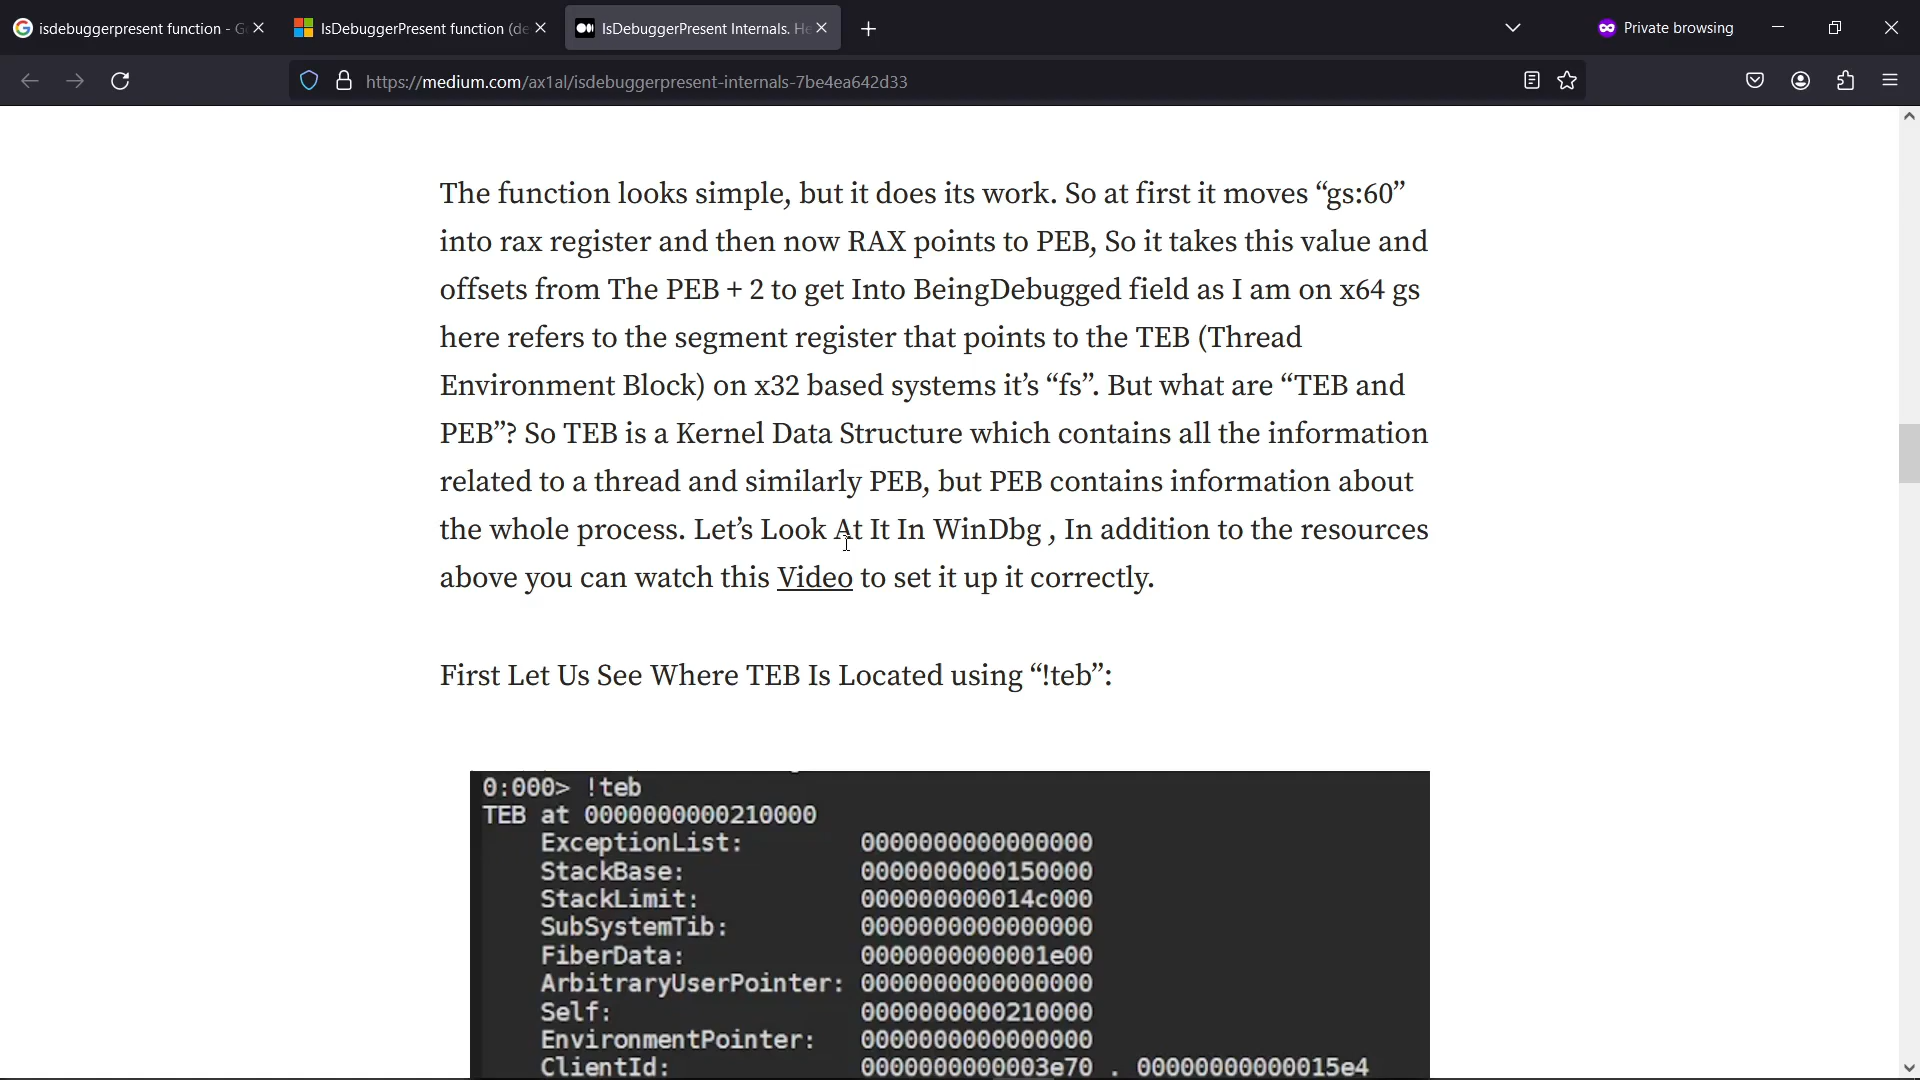 isdebuggerpresent function - G
IsDebuggerPresent function (de
IsDebuggerPresent Internals. He
Private browsing
https://medium.com/ax1al/isdebuggerpresent-internals-7be4ea642d33
The function looks simple, but it does its work. So at first it moves “gs:60”
into rax register and then now RAX points to PEB, So it takes this value and
offsets from The PEB + 2 to get Into BeingDebugged field as I am on x64 gs
here refers to the segment register that points to the TEB (Thread
Environment Block) on x32 based systems it’s “fs”. But what are “TEB and
PEB”? So TEB is a Kernel Data Structure which contains all the information
related to a thread and similarly PEB, but PEB contains information about
the whole process. Let’s Look At It In WinDbg , In addition to the resources
above you can watch this Video to set it up it correctly.
First Let Us See Where TEB Is Located using “!teb”:
0:000> !teb
TEB at 0000000000210000
ExceptionList: 0000000000000000
StackBase: 0000000000150000
StackLimit: 000000000014c000
SubSystemTib: 0000000000000000
FiberData: 0000000000001e00
ArbitraryUserPointer: 0000000000000000
Self: 0000000000210000
EnvironmentPointer: 0000000000000000
ClientId: 0000000000003e70 . 00000000000015e4